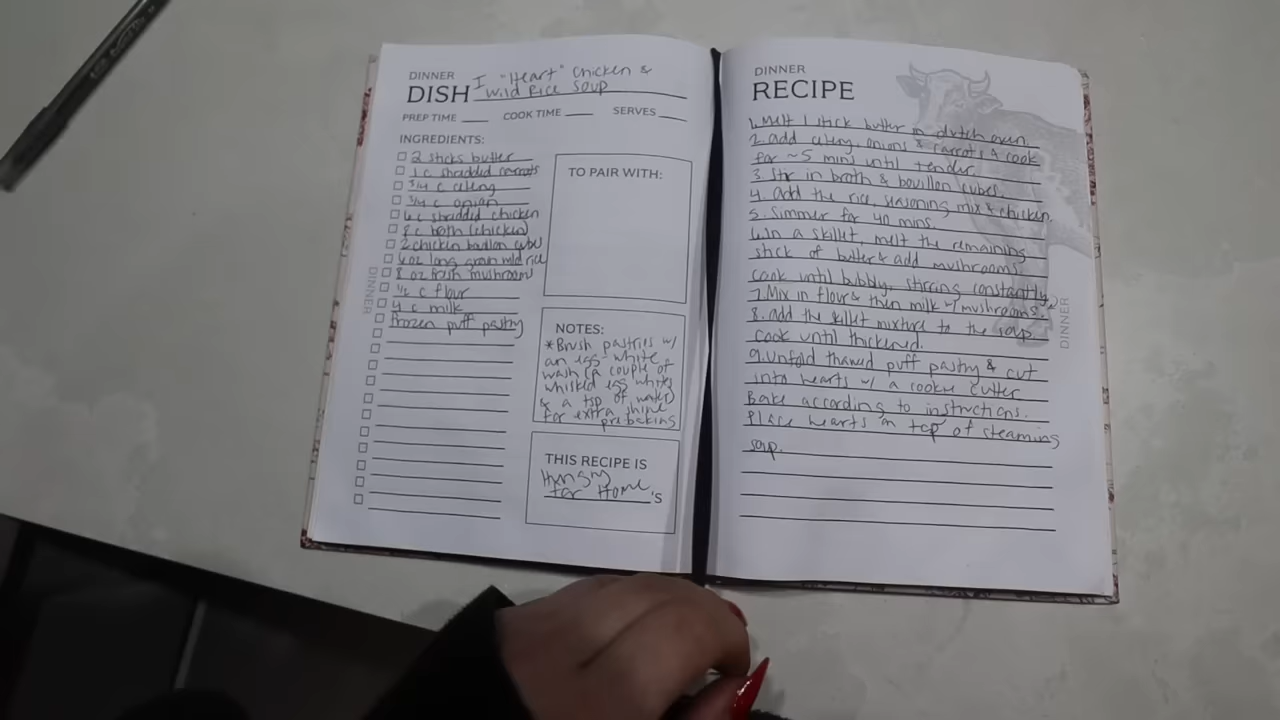 DINNER
DISH I "Heart" Chicken &
Wild Rice Soup
PREP TIME
COOK TIME
SERVES
INGREDIENTS:
2 sticks butter
1 c shredded carrots
3/4 c celery
3/4 c onion
6 c shredded chicken
8 c broth (chicken)
2 chicken bouillon cubes
6 oz long grain wild rice
8 oz fresh mushrooms
1/2 c flour
4 c milk
Frozen puff pastry
TO PAIR WITH:
NOTES:
*Brush pastries w/
an egg white
wash (a couple of
whisked egg whites
& a tsp of water)
for extra shine
prebaking
THIS RECIPE IS
Hungry
for Home's
DINNER
DINNER
RECIPE
1. Melt 1 stick butter in dutch oven
2. add celery, onions & carrots & cook
for ~5 mins until tender.
3. Stir in broth & bouillon cubes.
4. add the rice, seasoning mix & chicken.
5. Simmer for 40 mins.
6. In a skillet, melt the remaining
stick of butter & add mushrooms
cook until bubbly, stirring constantly.
7. Mix in flour & then milk w/ mushrooms.
8. add the skillet mixture to the soup
cook until thickened.
9. Unfold thawed puff pastry & cut
into hearts w/ a cookie cutter
Bake according to instructions.
Place hearts on top of steaming
soup.
DINNER